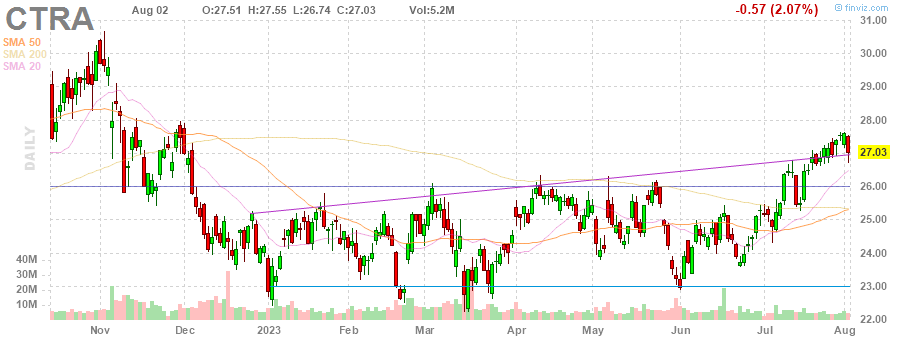 CTRA
Aug 02 O:27.51 H:27.55 L:26.74 C:27.03 Vol:5.2M -0.57 (2.07%) @ finviz.com
SMA 50
SMA 200
SMA 20
DAILY
31.00
30.00
29.00
28.00
27.03
26.00
25.00
24.00
23.00
22.00
40M
30M
20M
10M
Nov Dec 2023 Feb Mar Apr May Jun Jul Aug